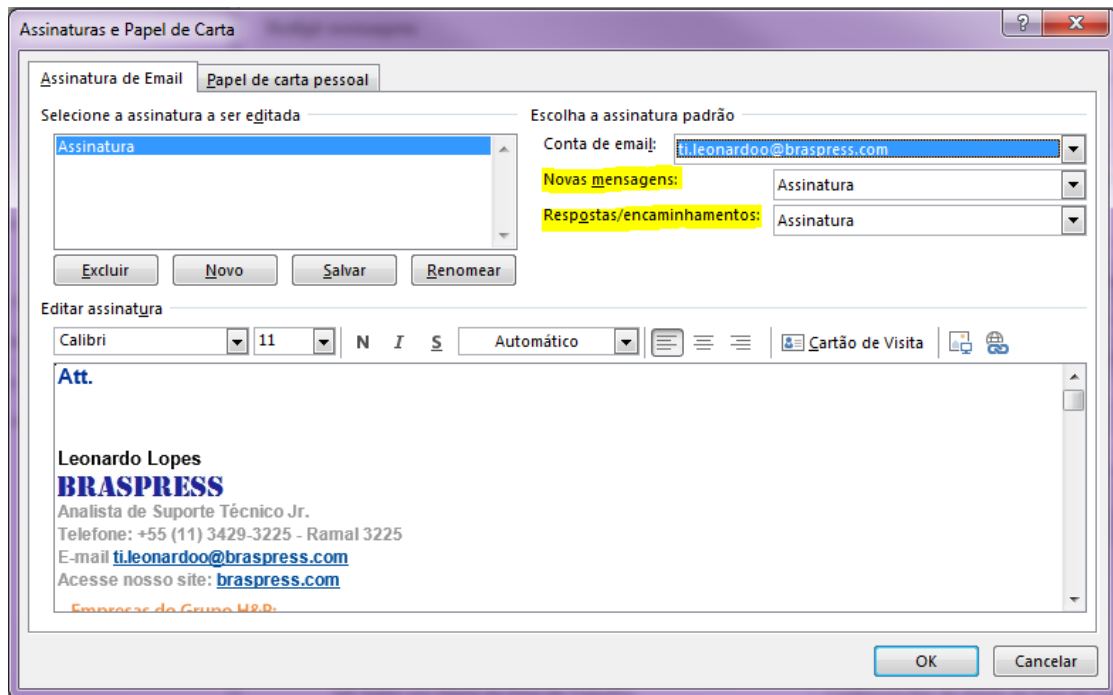 Assinaturas e Papel de Carta
Assinatura de Email Papel de carta pessoal
Selecione a assinatura a ser editada
Assinatura
Excluir Novo Salvar Renomear
Escolha a assinatura padrão
Conta de email: ti.leonardoo@braspress.com
Novas mensagens: Assinatura
Respostas/encaminhamentos: Assinatura
Editar assinatura
Calibri 11 N I S Automático Cartão de Visita
Att.
Leonardo Lopes
BRASPRESS
Analista de Suporte Técnico Jr.
Telefone: +55 (11) 3429-3225 - Ramal 3225
E-mail ti.leonardoo@braspress.com
Acesse nosso site: braspress.com
Empresas do Grupo H&P:
OK Cancelar